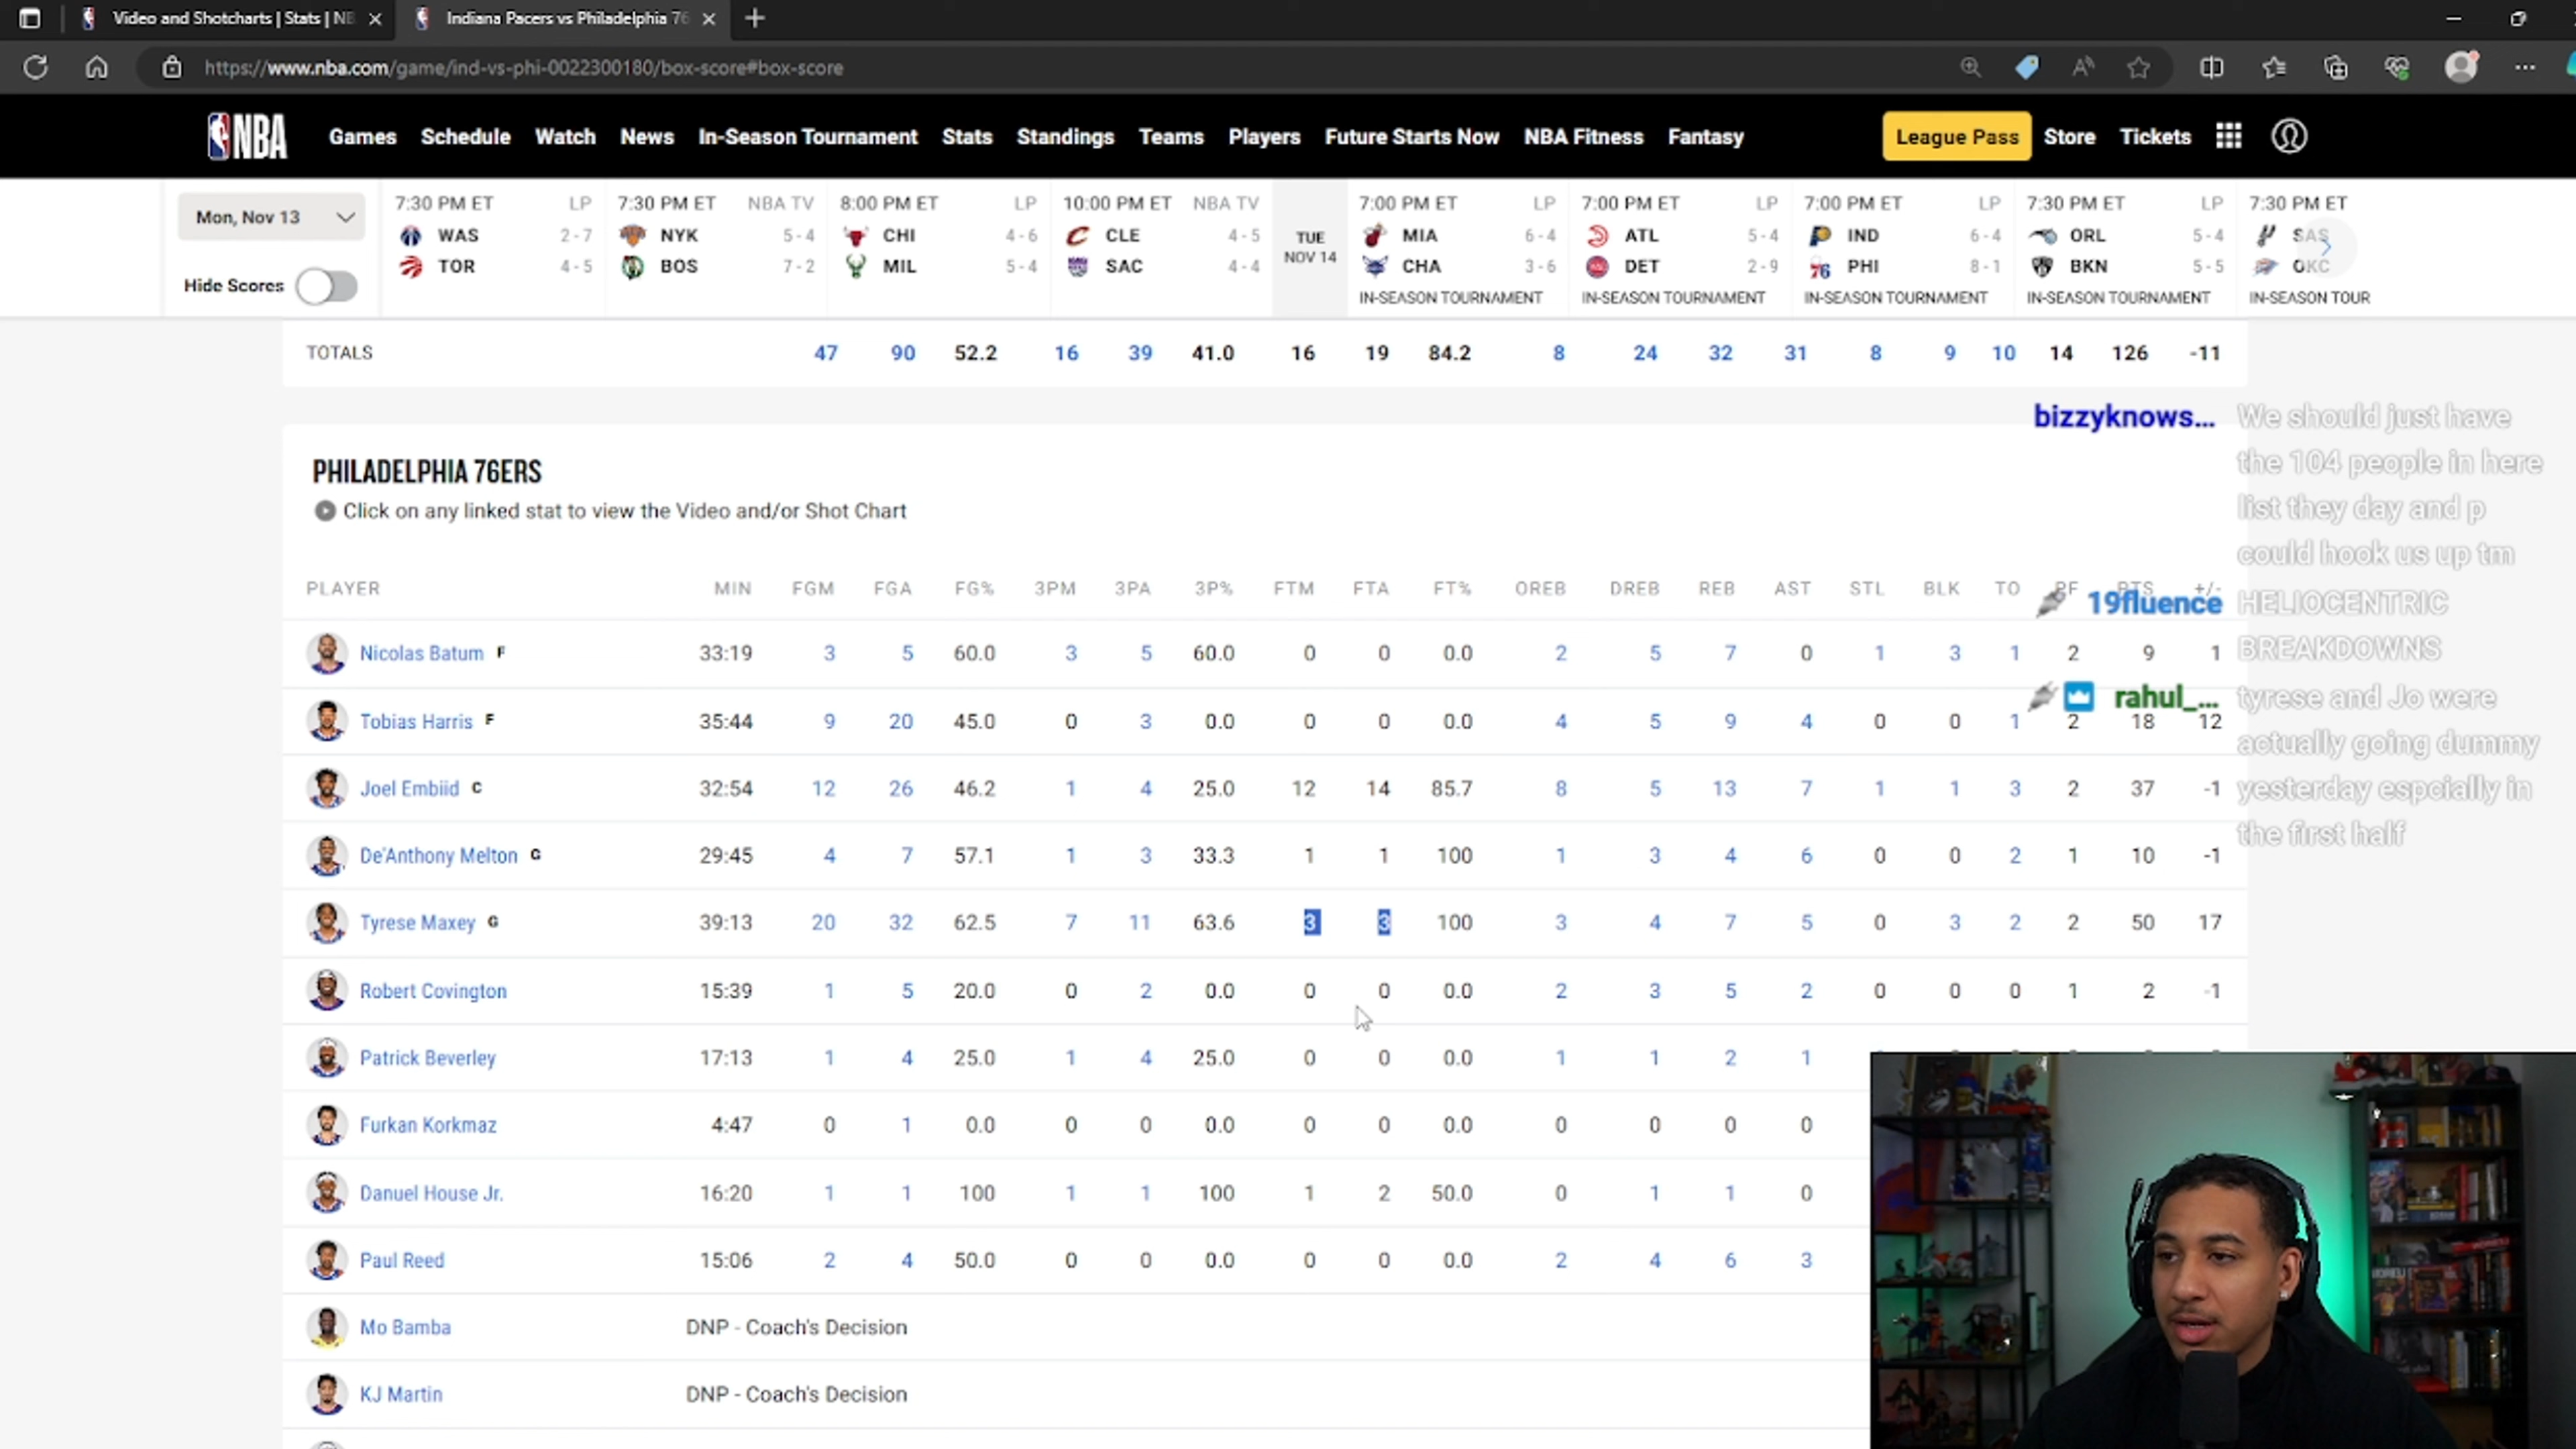 Video and Shotcharts | Stats | NB
Indiana Pacers vs Philadelphia 76
https://www.nba.com/game/ind-vs-phi-0022300180/box-score#box-score
NBA Games Schedule Watch News In-Season Tournament Stats Standings Teams Players Future Starts Now NBA Fitness Fantasy League Pass Store Tickets
Mon, Nov 13
Hide Scores
7:30 PM ET LP
WAS 2-7
TOR 4-5
7:30 PM ET NBA TV
NYK 5-4
BOS 7-2
8:00 PM ET LP
CHI 4-6
MIL 5-4
10:00 PM ET NBA TV
CLE 4-5
SAC 4-4
TUE
NOV 14
7:00 PM ET LP
MIA 6-4
CHA 3-6
IN-SEASON TOURNAMENT
7:00 PM ET LP
ATL 5-4
DET 2-9
IN-SEASON TOURNAMENT
7:00 PM ET LP
IND 6-4
PHI 8-1
IN-SEASON TOURNAMENT
7:30 PM ET LP
ORL 5-4
BKN 5-5
IN-SEASON TOURNAMENT
7:30 PM ET
SAS
OKC
IN-SEASON TOUR
TOTALS 47 90 52.2 16 39 41.0 16 19 84.2 8 24 32 31 8 9 10 14 126 -11
PHILADELPHIA 76ERS
Click on any linked stat to view the Video and/or Shot Chart
PLAYER MIN FGM FGA FG% 3PM 3PA 3P% FTM FTA FT% OREB DREB REB AST STL BLK TO PF PTS +/-
Nicolas Batum F 33:19 3 5 60.0 3 5 60.0 0 0 0.0 2 5 7 0 1 3 1 2 9 1
Tobias Harris F 35:44 9 20 45.0 0 3 0.0 0 0 0.0 4 5 9 4 0 0 1 2 18 12
Joel Embiid C 32:54 12 26 46.2 1 4 25.0 12 14 85.7 8 5 13 7 1 1 3 2 37 -1
De'Anthony Melton G 29:45 4 7 57.1 1 3 33.3 1 1 100 1 3 4 6 0 0 2 1 10 -1
Tyrese Maxey G 39:13 20 32 62.5 7 11 63.6 3 3 100 3 4 7 5 0 3 2 2 50 17
Robert Covington 15:39 1 5 20.0 0 2 0.0 0 0 0.0 2 3 5 2 0 0 0 1 2 -1
Patrick Beverley 17:13 1 4 25.0 1 4 25.0 0 0 0.0 1 1 2 1
Furkan Korkmaz 4:47 0 1 0.0 0 0 0.0 0 0 0.0 0 0 0 0
Danuel House Jr. 16:20 1 1 100 1 1 100 1 2 50.0 0 1 1 0
Paul Reed 15:06 2 4 50.0 0 0 0.0 0 0 0.0 2 4 6 3
Mo Bamba DNP - Coach's Decision
KJ Martin DNP - Coach's Decision
bizzyknows... We should just have
the 104 people in here
list they day and p
could hook us up tm
19fluence HELIOCENTRIC
BREAKDOWNS
rahul_... tyrese and Jo were
actually going dummy
yesterday espcially in
the first half